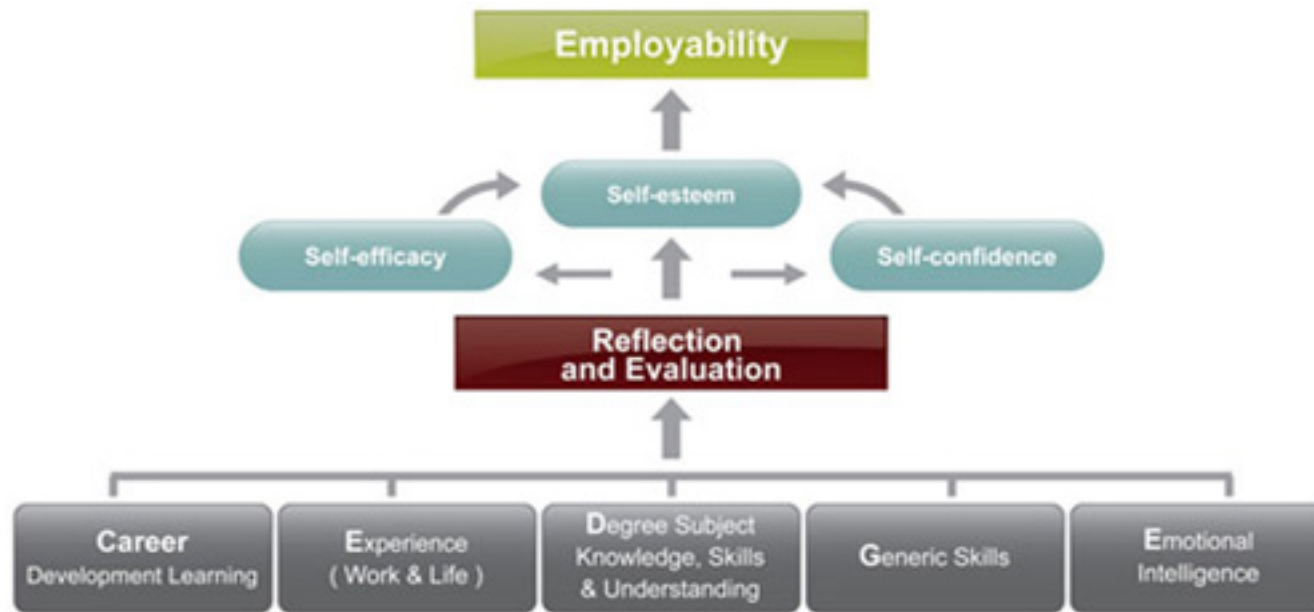 Employability
Self-esteem
Self-efficacy
Self-confidence
Reflection
and Evaluation
Career
Development Learning
Experience
( Work & Life )
Degree Subject
Knowledge, Skills
& Understanding
Generic Skills
Emotional
Intelligence